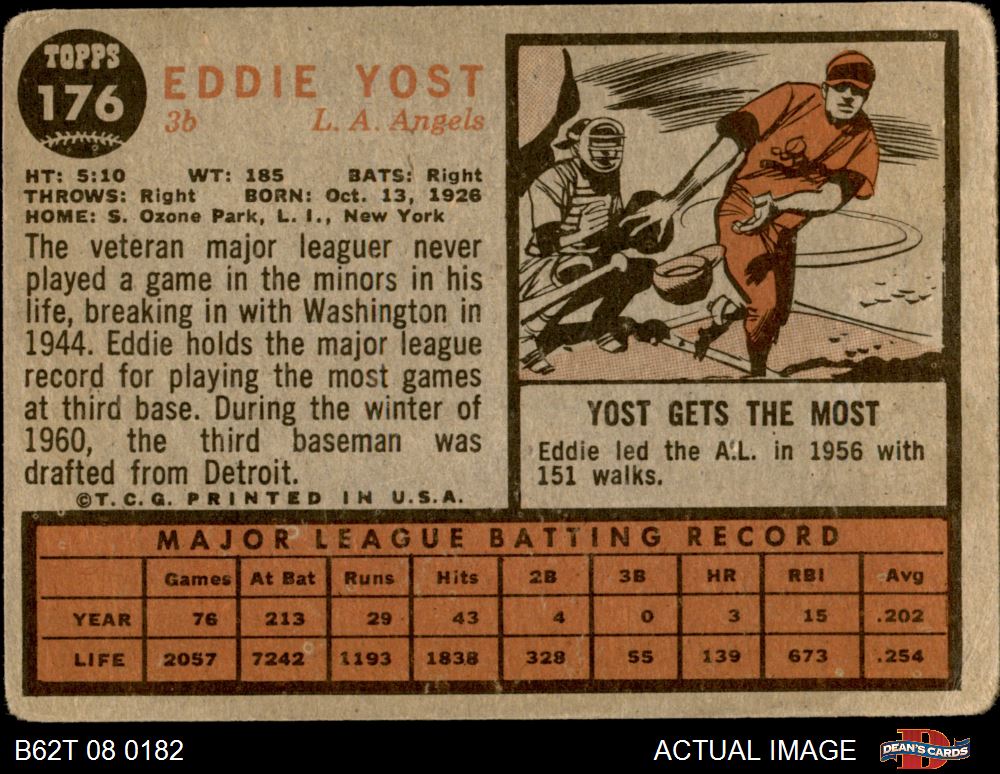 TOPPS
176
EDDIE YOST
3b L. A. Angels
HT: 5:10 WT: 185 BATS: Right
THROWS: Right BORN: Oct. 13, 1926
HOME: S. Ozone Park, L. I., New York
The veteran major leaguer never
played a game in the minors in his
life, breaking in with Washington in
1944. Eddie holds the major league
record for playing the most games
at third base. During the winter of
1960, the third baseman was
drafted from Detroit.
©T. C. G. PRINTED IN U.S.A.
YOST GETS THE MOST
Eddie led the A.L. in 1956 with
151 walks.
MAJOR LEAGUE BATTING RECORD
Games At Bat Runs Hits 2B 3B HR RBI Avg
YEAR 76 213 29 43 4 0 3 15 .202
LIFE 2057 7242 1193 1838 328 55 139 673 .254
B62T 08 0182 ACTUAL IMAGE DEAN'S CARDS